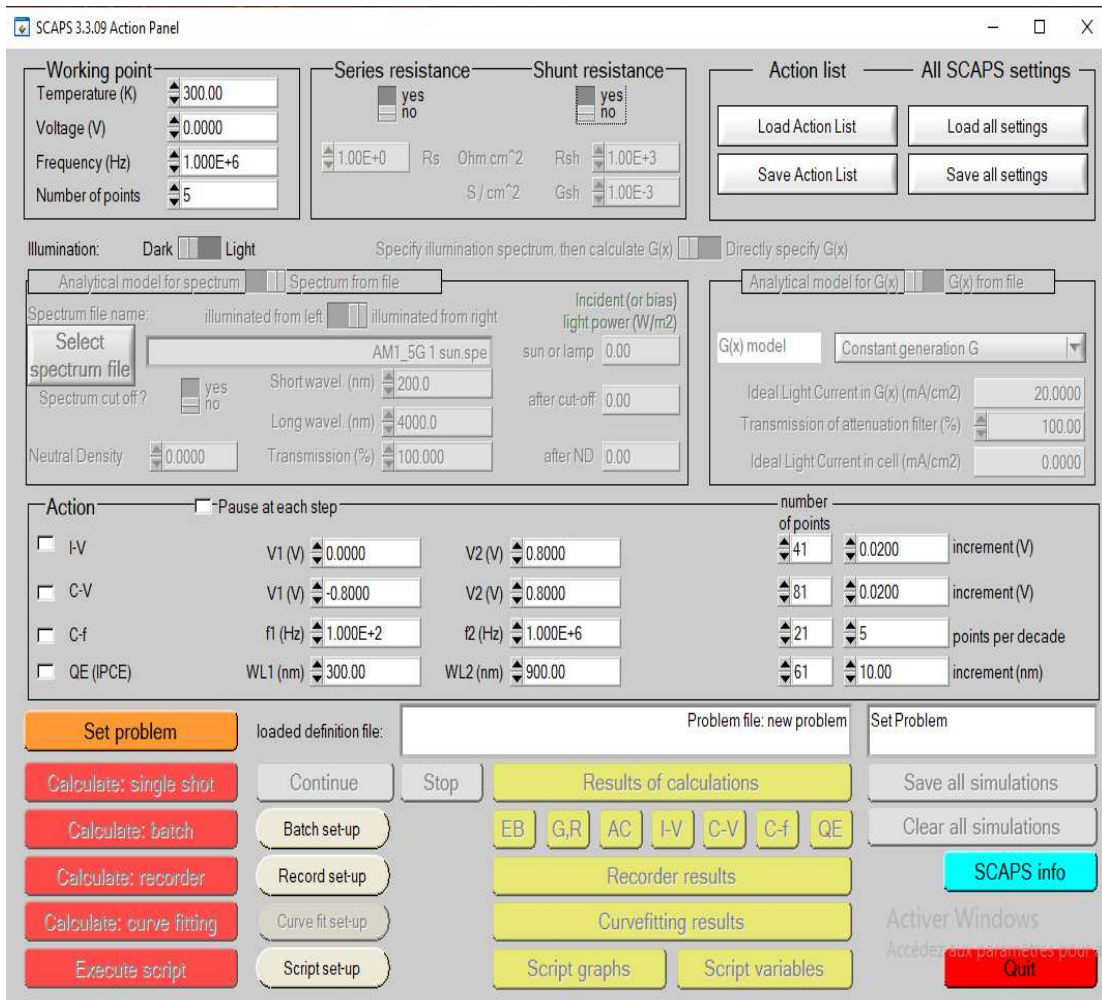 SCAPS 3.3.09 Action Panel
Working point
Temperature (K) 300.00
Voltage (V) 0.0000
Frequency (Hz) 1.000E+6
Number of points 5
Series resistance Shunt resistance
yes yes
no no
1.00E+0 Rs Ohm.cm^2 Rsh 1.00E+3
S / cm^2 Gsh 1.00E-3
Action list All SCAPS settings
Load Action List Load all settings
Save Action List Save all settings
Illumination: Dark Light Specify illumination spectrum, then calculate G(x) Directly specify G(x)
Analytical model for spectrum Spectrum from file
Spectrum file name: illuminated from left illuminated from right
Incident (or bias)
light power (W/m2)
Select
spectrum file
AM1_5G 1 sun.spe sun or lamp 0.00
Spectrum cut off ? yes
no
Short wavel. (nm) 200.0
after cut-off 0.00
Long wavel. (nm) 4000.0
Neutral Density 0.0000 Transmission (%) 100.000 after ND 0.00
Analytical model for G(x) G(x) from file
G(x) model Constant generation G
Ideal Light Current in G(x) (mA/cm2) 20.0000
Transmission of attenuation filter (%) 100.00
Ideal Light Current in cell (mA/cm2) 0.0000
Action Pause at each step
number
of points
I-V V1 (V) 0.0000 V2 (V) 0.8000 41 0.0200 increment (V)
C-V V1 (V) -0.8000 V2 (V) 0.8000 81 0.0200 increment (V)
C-f f1 (Hz) 1.000E+2 f2 (Hz) 1.000E+6 21 5 points per decade
QE (IPCE) WL1 (nm) 300.00 WL2 (nm) 900.00 61 10.00 increment (nm)
Set problem loaded definition file: Problem file: new problem Set Problem
Calculate: single shot Continue Stop Results of calculations Save all simulations
Calculate: batch Batch set-up EB G,R AC I-V C-V C-f QE Clear all simulations
Calculate: recorder Record set-up Recorder results SCAPS info
Calculate: curve fitting Curve fit set-up Curvefitting results
Activer Windows
Accédez aux paramètres pour
Execute script Script set-up Script graphs Script variables Quit